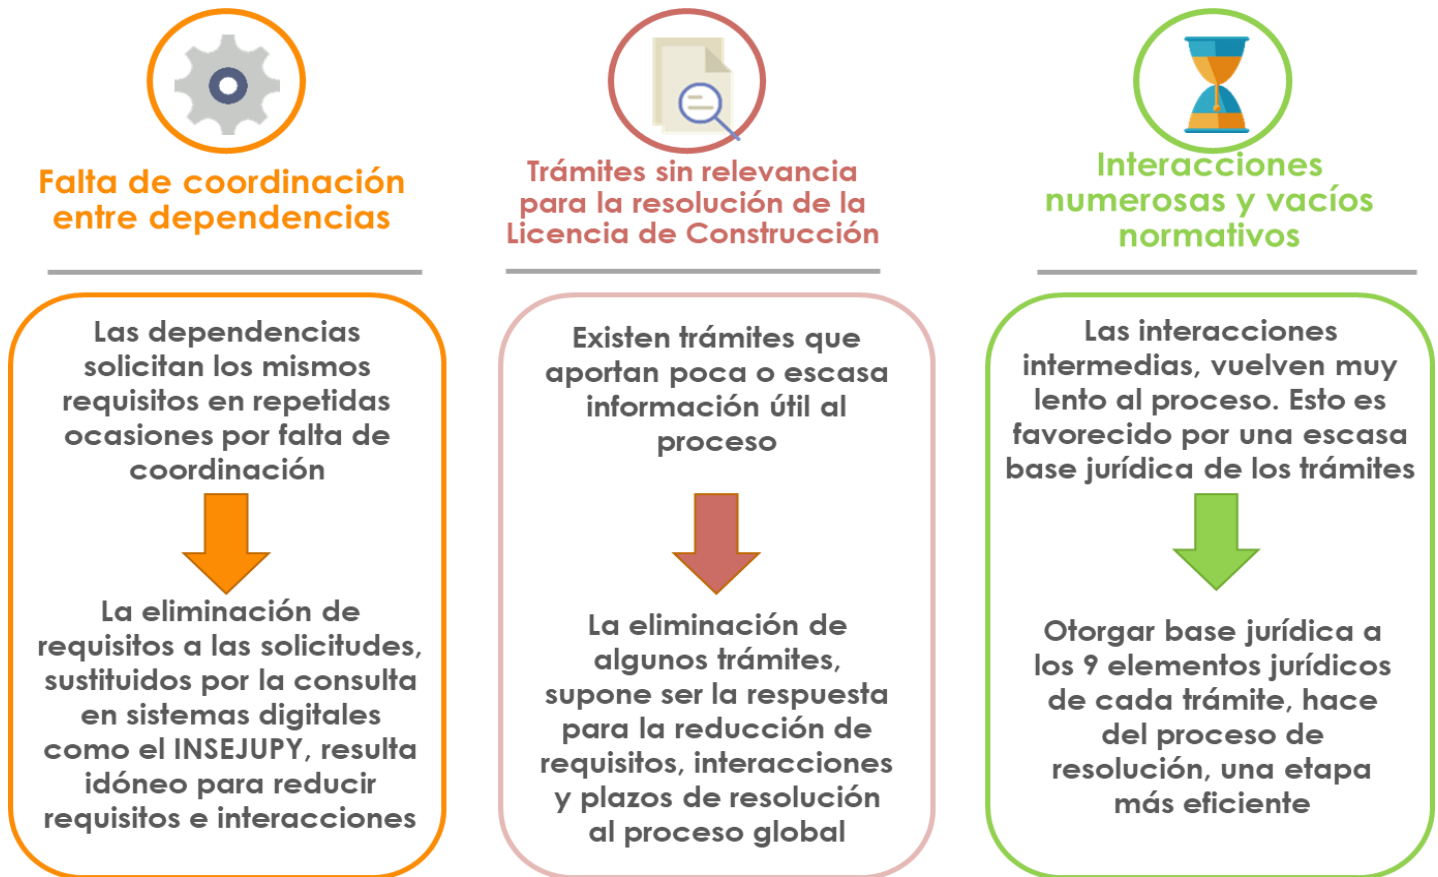 Falta de coordinación
entre dependencias
Las dependencias
solicitan los mismos
requisitos en repetidas
ocasiones por falta de
coordinación
La eliminación de
requisitos a las solicitudes,
sustituidos por la consulta
en sistemas digitales
como el INSEJUPY, resulta
idóneo para reducir
requisitos e interacciones
Trámites sin relevancia
para la resolución de la
Licencia de Construcción
Existen trámites que
aportan poca o escasa
información útil al
proceso
La eliminación de
algunos trámites,
supone ser la respuesta
para la reducción de
requisitos, interacciones
y plazos de resolución
al proceso global
Interacciones
numerosas y vacíos
normativos
Las interacciones
intermedias, vuelven muy
lento al proceso. Esto es
favorecido por una escasa
base jurídica de los trámites
Otorgar base jurídica a
los 9 elementos jurídicos
de cada trámite, hace
del proceso de
resolución, una etapa
más eficiente